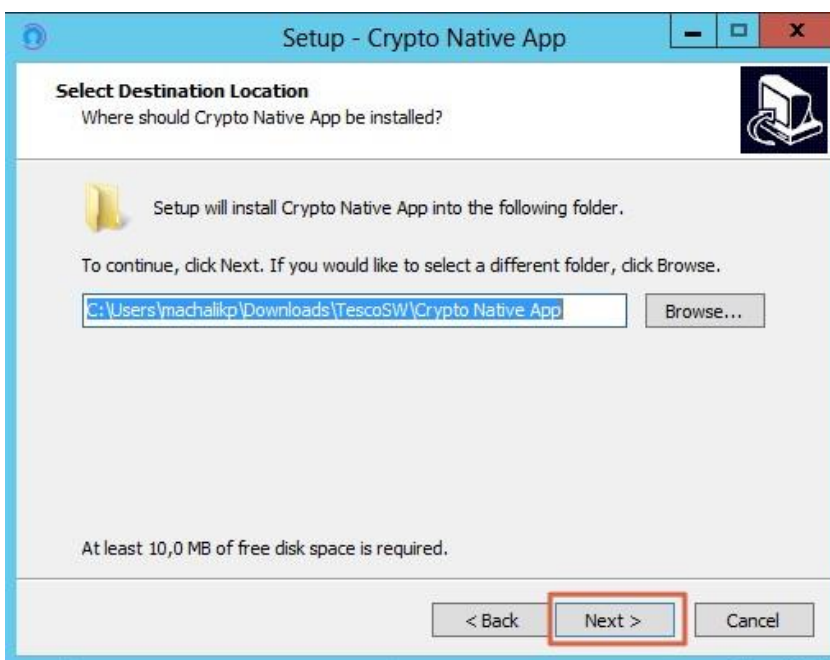 Setup - Crypto Native App
Select Destination Location
Where should Crypto Native App be installed?
Setup will install Crypto Native App into the following folder.
To continue, click Next. If you would like to select a different folder, click Browse.
C:\Users\machalikp\Downloads\TescoSW\Crypto Native App
Browse...
At least 10,0 MB of free disk space is required.
< Back
Next >
Cancel